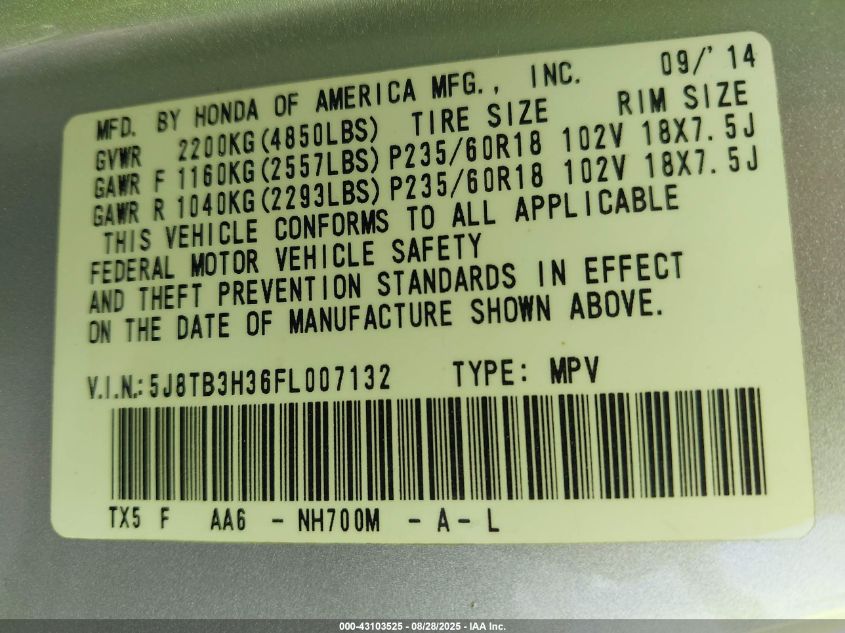 MFD. BY HONDA OF AMERICA MFG., INC. 09/'14
GVWR 2200KG(4850LBS) TIRE SIZE RIM SIZE
GAWR F 1160KG(2557LBS) P235/60R18 102V 18X7.5J
GAWR R 1040KG(2293LBS) P235/60R18 102V 18X7.5J
THIS VEHICLE CONFORMS TO ALL APPLICABLE
FEDERAL MOTOR VEHICLE SAFETY
AND THEFT PREVENTION STANDARDS IN EFFECT
ON THE DATE OF MANUFACTURE SHOWN ABOVE.
V.I.N.: 5J8TB3H36FL007132 TYPE: MPV
TX5 F AA6 - NH700M - A - L
000-43103525 - 08/28/2025 - IAA Inc.